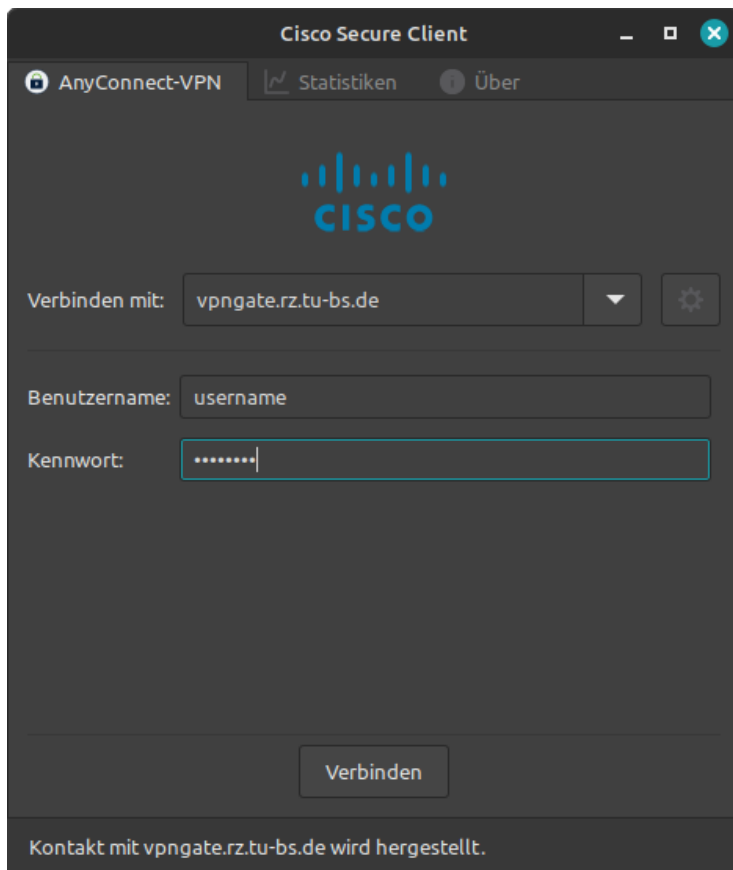 Cisco Secure Client
AnyConnect-VPN Statistiken Über
CISCO
Verbinden mit: vpngate.rz.tu-bs.de
Benutzername: username
Kennwort: ••••••••
Verbinden
Kontakt mit vpngate.rz.tu-bs.de wird hergestellt.